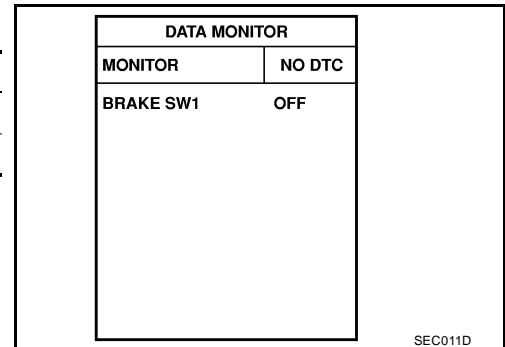 DATA MONITOR
MONITOR NO DTC
BRAKE SW1 OFF
SEC011D